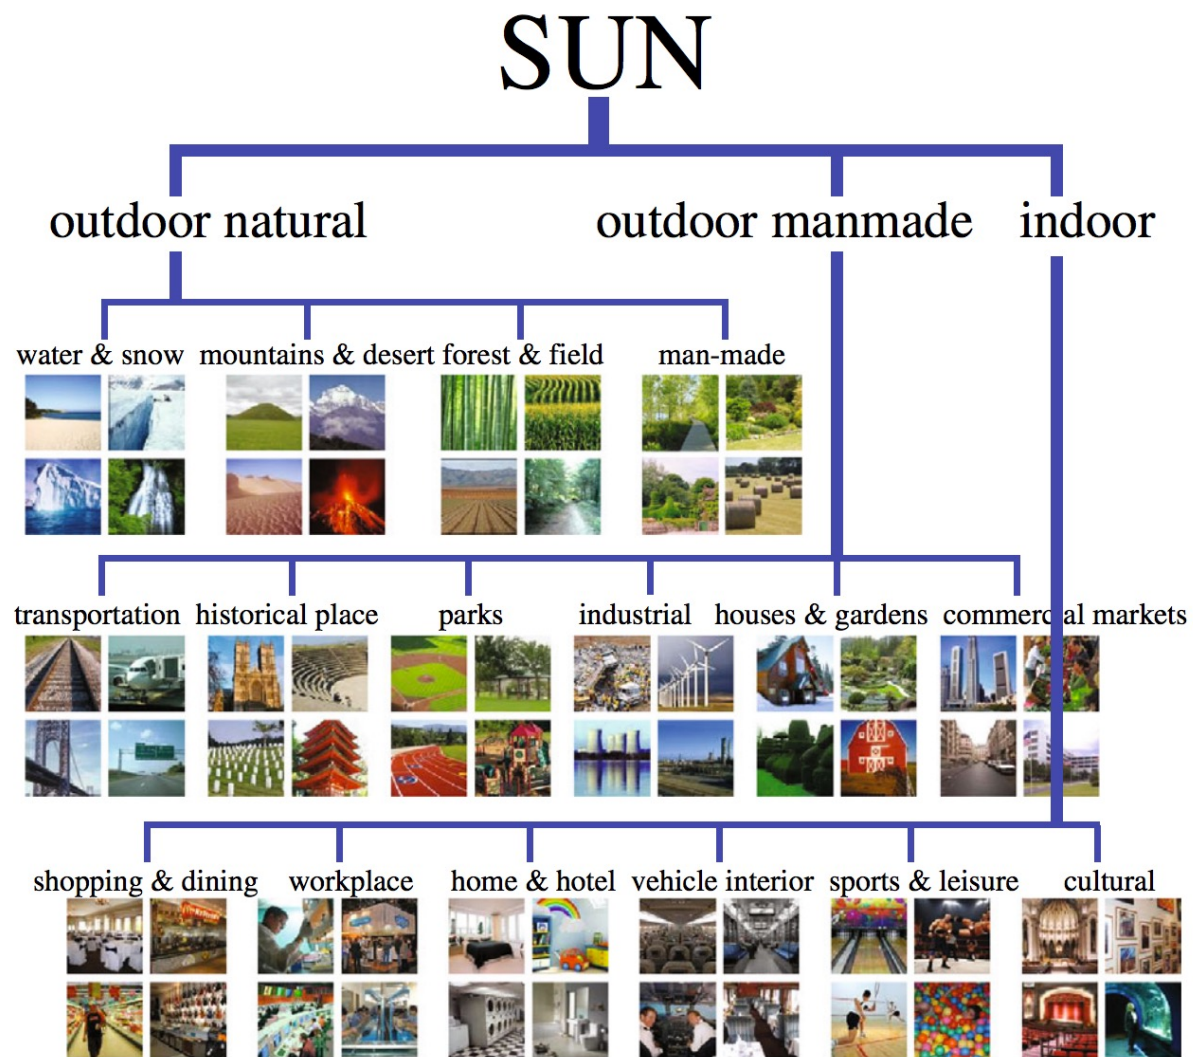 SUN
outdoor natural
outdoor manmade
indoor
water & snow
mountains & desert
forest & field
man-made
transportation
historical place
parks
industrial
houses & gardens
commercial markets
shopping & dining
workplace
home & hotel
vehicle interior
sports & leisure
cultural